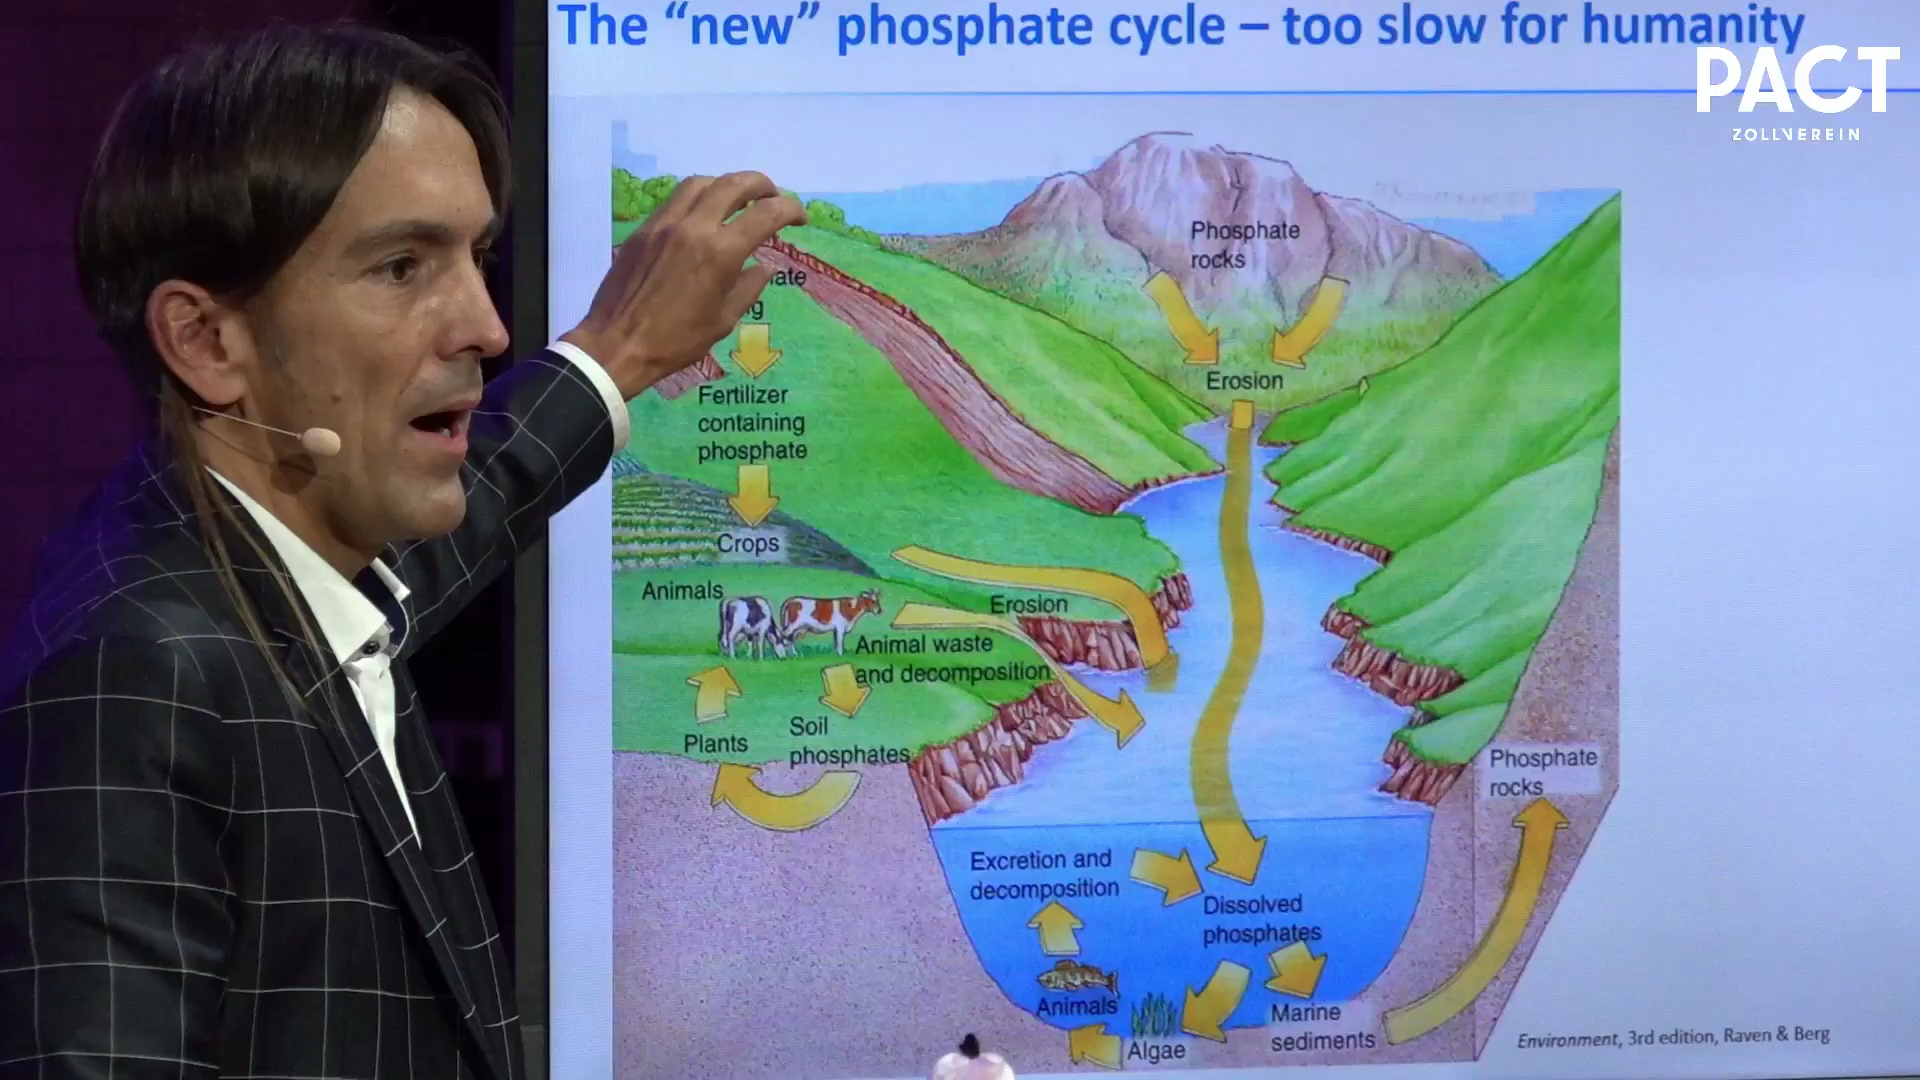 The “new” phosphate cycle – too slow for humanity
PACT
ZOLLVEREIN
Phosphate
rocks
Erosion
Fertilizer
containing
phosphate
Crops
Animals
Erosion
Animal waste
and decomposition
Soil
phosphates
Plants
Phosphate
rocks
Excretion and
decomposition
Dissolved
phosphates
Animals
Algae
Marine
sediments
Environment, 3rd edition, Raven & Berg